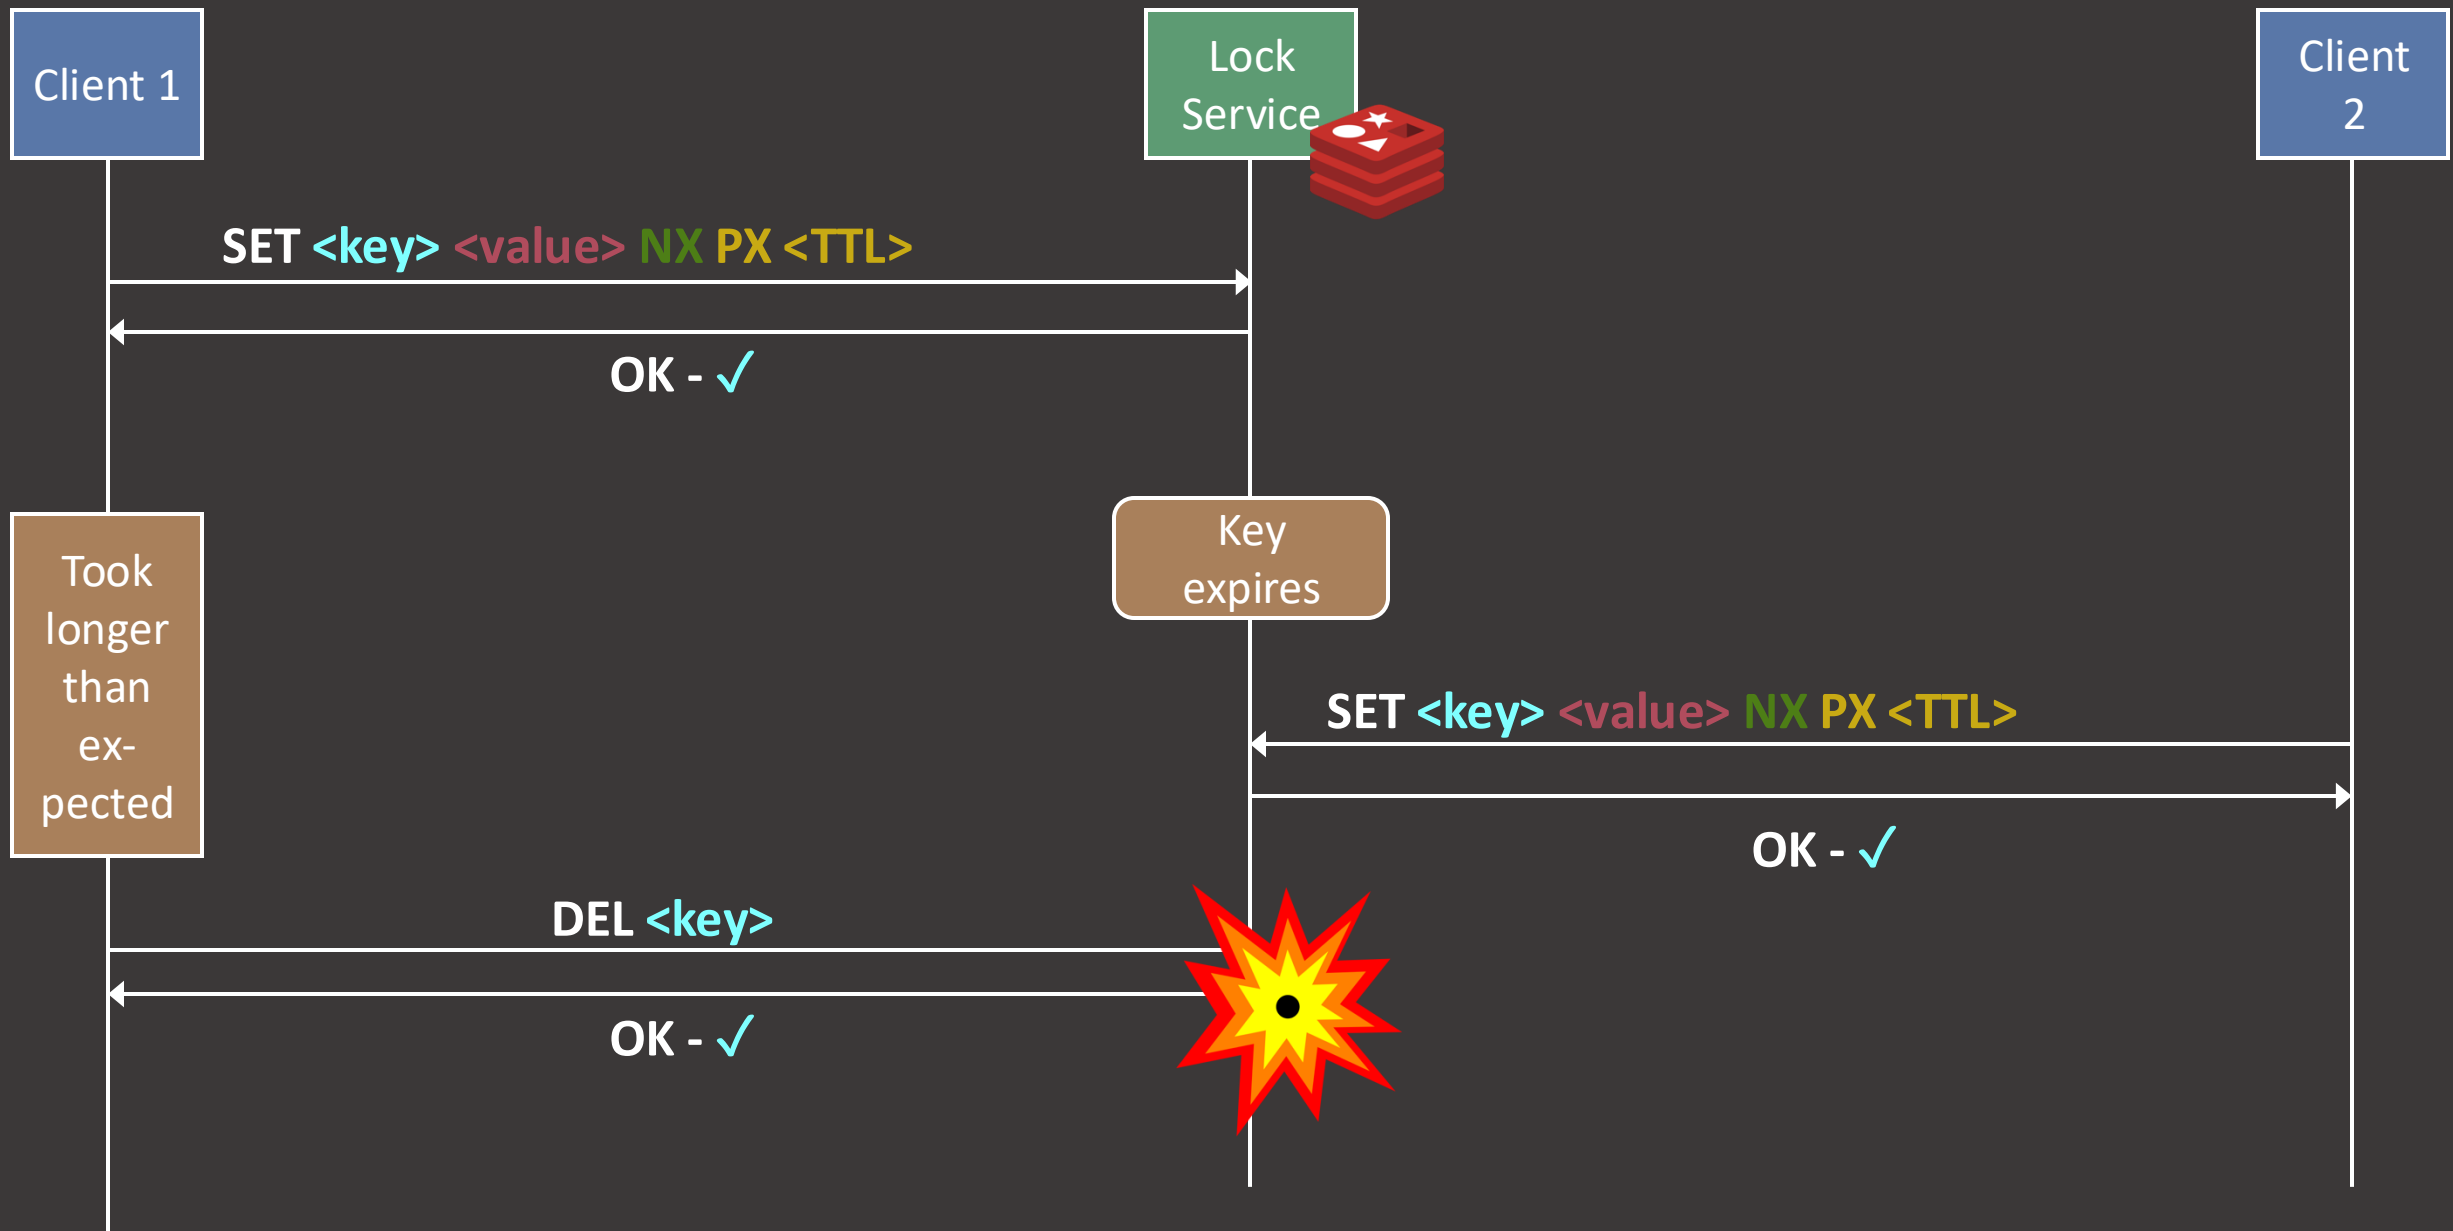 Client 1
Lock
Service
Client
2
SET <key> <value> NX PX <TTL>
OK - ✓
Key
expires
Took
longer
than
ex-
pected
SET <key> <value> NX PX <TTL>
OK - ✓
DEL <key>
OK - ✓